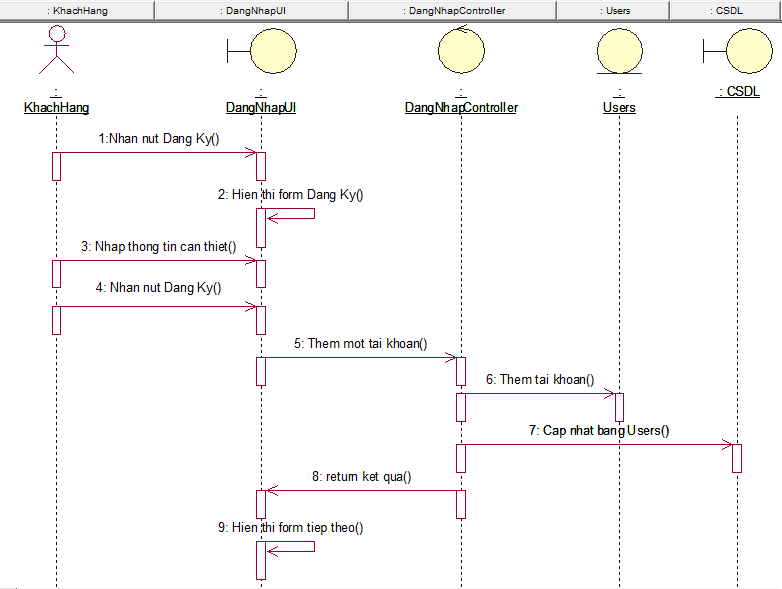 : KhachHang
: DangNhapUI
: DangNhapController
: Users
: CSDL
:
KhachHang
:
DangNhapUI
:
DangNhapController
:
Users
: CSDL
1:Nhan nut Dang Ky()
2: Hien thi form Dang Ky()
3: Nhap thong tin can thiet()
4: Nhan nut Dang Ky()
5: Them mot tai khoan()
6: Them tai khoan()
7: Cap nhat bang Users()
8: return ket qua()
9: Hien thi form tiep theo()